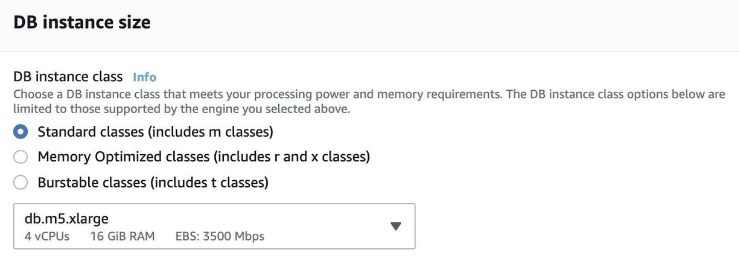 DB instance size
DB instance class Info
Choose a DB instance class that meets your processing power and memory requirements. The DB instance class options below are
limited to those supported by the engine you selected above.
Standard classes (includes m classes)
Memory Optimized classes (includes r and x classes)
Burstable classes (includes t classes)
db.m5.xlarge
4 vCPUs 16 GiB RAM EBS: 3500 Mbps